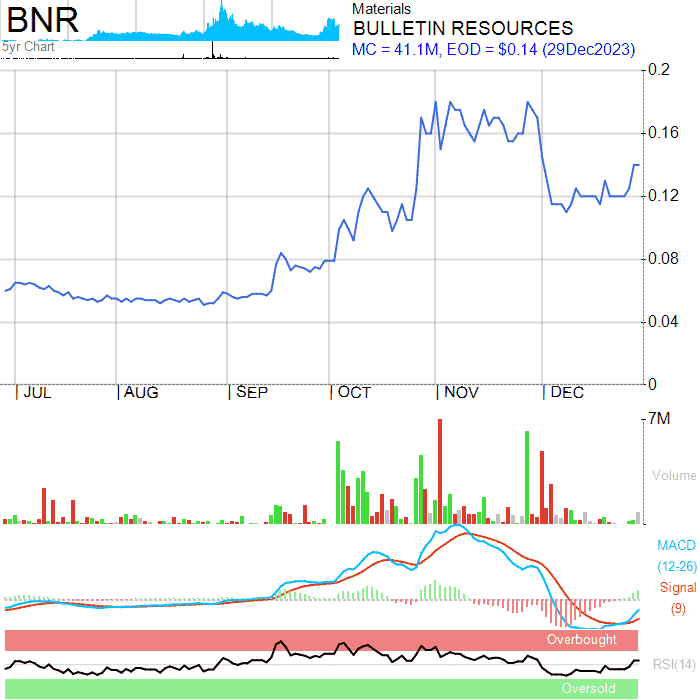 BNR
5yr Chart
Materials
BULLETIN RESOURCES
MC = 41.1M, EOD = $0.14 (29Dec2023)
0.2
0.16
0.12
0.08
0.04
0
JUL AUG SEP OCT NOV DEC
7M
Volume
MACD
(12-26)
Signal
(9)
Overbought
RSI(14)
Oversold